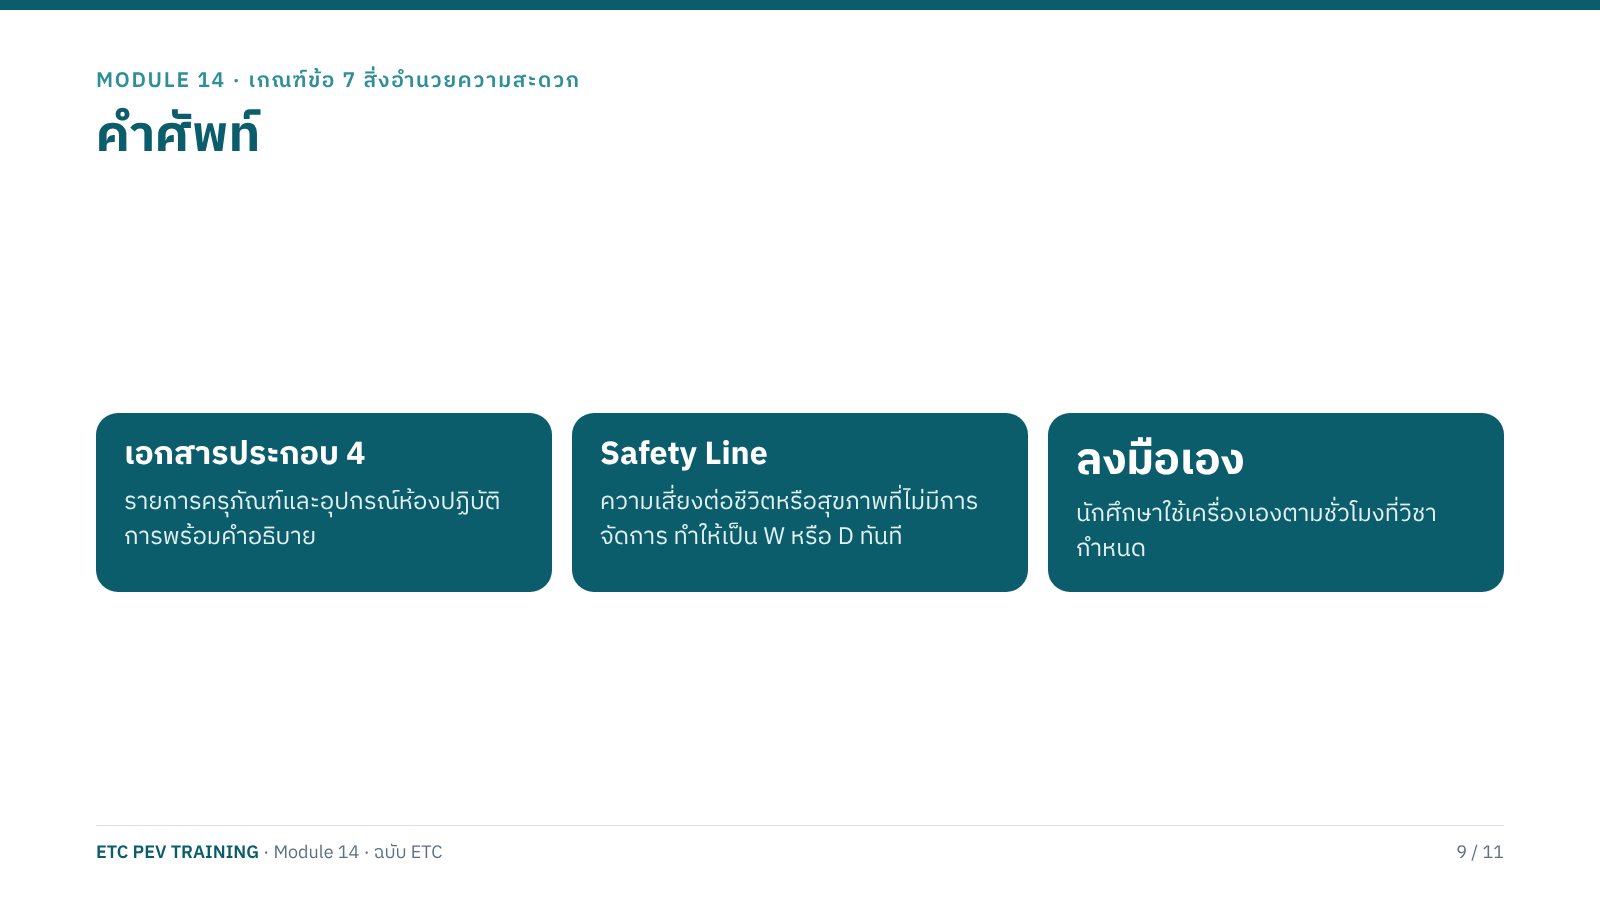 MODULE 14 · เกณฑ์ข้อ 7 สิ่งอำนวยความสะดวก
คำศัพท์
เอกสารประกอบ 4
รายการครุภัณฑ์และอุปกรณ์ห้องปฏิบัติ
การพร้อมคำอธิบาย
Safety Line
ความเสี่ยงต่อชีวิตหรือสุขภาพที่ไม่มีการ
จัดการ ทำให้เป็น W หรือ D ทันที
ลงมือเอง
นักศึกษาใช้เครื่องเองตามชั่วโมงที่วิชา
กำหนด
ETC PEV TRAINING · Module 14 · ฉบับ ETC
9 / 11